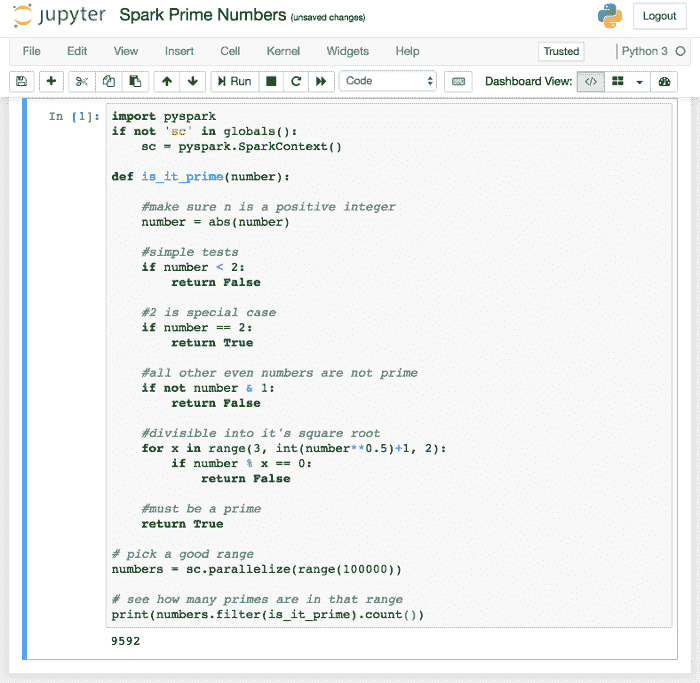 jupyter Spark Prime Numbers (unsaved changes) Logout
File Edit View Insert Cell Kernel Widgets Help Trusted Python 3
Run Code Dashboard View:
In [1]: import pyspark
if not 'sc' in globals():
    sc = pyspark.SparkContext()
def is_it_prime(number):
    #make sure n is a positive integer
    number = abs(number)
    #simple tests
    if number < 2:
        return False
    #2 is special case
    if number == 2:
        return True
    #all other even numbers are not prime
    if not number & 1:
        return False
    #divisible into it's square root
    for x in range(3, int(number**0.5)+1, 2):
        if number % x == 0:
            return False
    #must be a prime
    return True
# pick a good range
numbers = sc.parallelize(range(100000))
# see how many primes are in that range
print(numbers.filter(is_it_prime).count())
9592